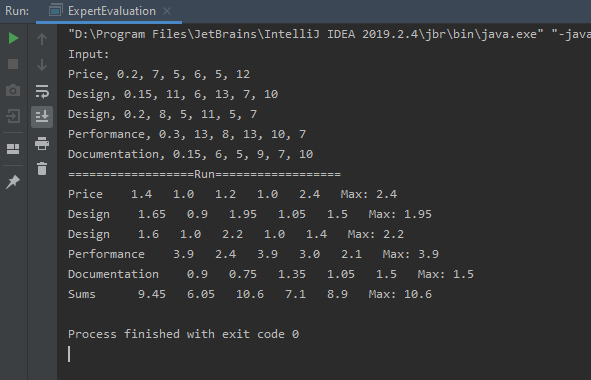 Run: ExpertEvaluation ×
"D:\Program Files\JetBrains\IntelliJ IDEA 2019.2.4\jbr\bin\java.exe" "-java
Input:
Price, 0.2, 7, 5, 6, 5, 12
Design, 0.15, 11, 6, 13, 7, 10
Design, 0.2, 8, 5, 11, 5, 7
Performance, 0.3, 13, 8, 13, 10, 7
Documentation, 0.15, 6, 5, 9, 7, 10
==================Run==================
Price    1.4   1.0   1.2   1.0   2.4   Max: 2.4
Design    1.65   0.9   1.95   1.05   1.5   Max: 1.95
Design    1.6   1.0   2.2   1.0   1.4   Max: 2.2
Performance    3.9   2.4   3.9   3.0   2.1   Max: 3.9
Documentation    0.9   0.75   1.35   1.05   1.5   Max: 1.5
Sums      9.45   6.05   10.6   7.1   8.9   Max: 10.6
Process finished with exit code 0